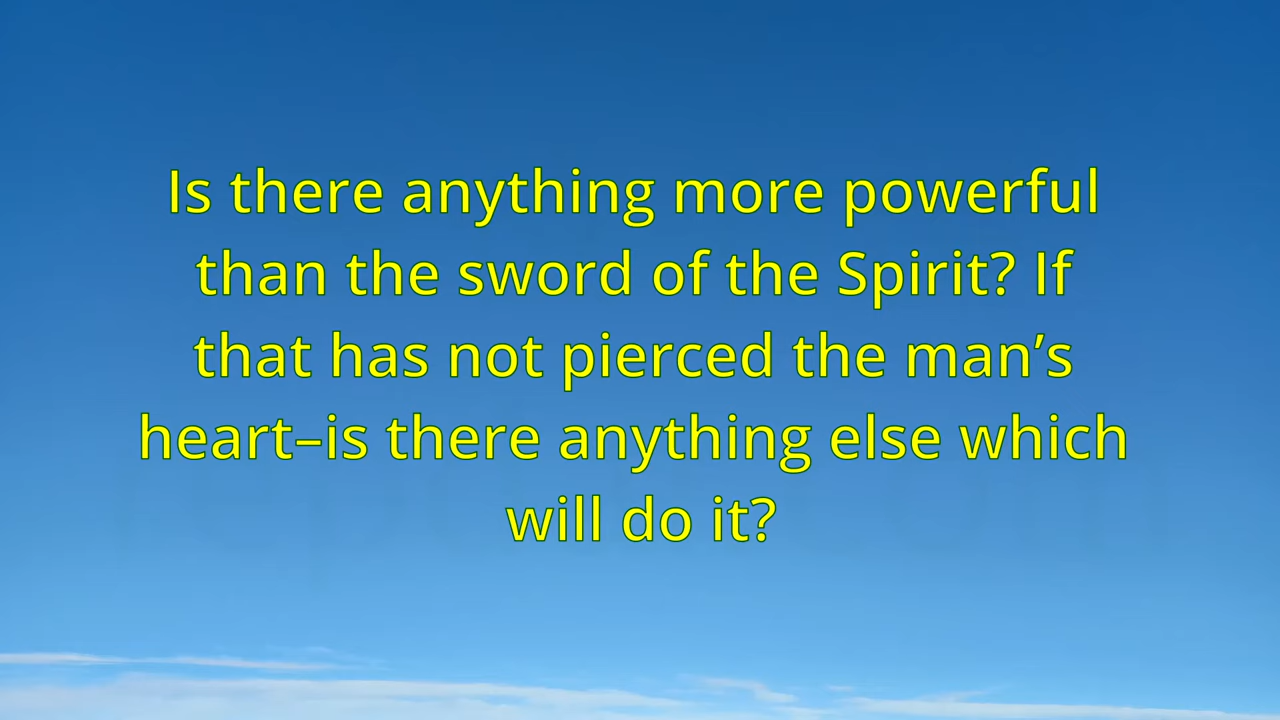 Is there anything more powerful
than the sword of the Spirit? If
that has not pierced the man’s
heart–is there anything else which
will do it?